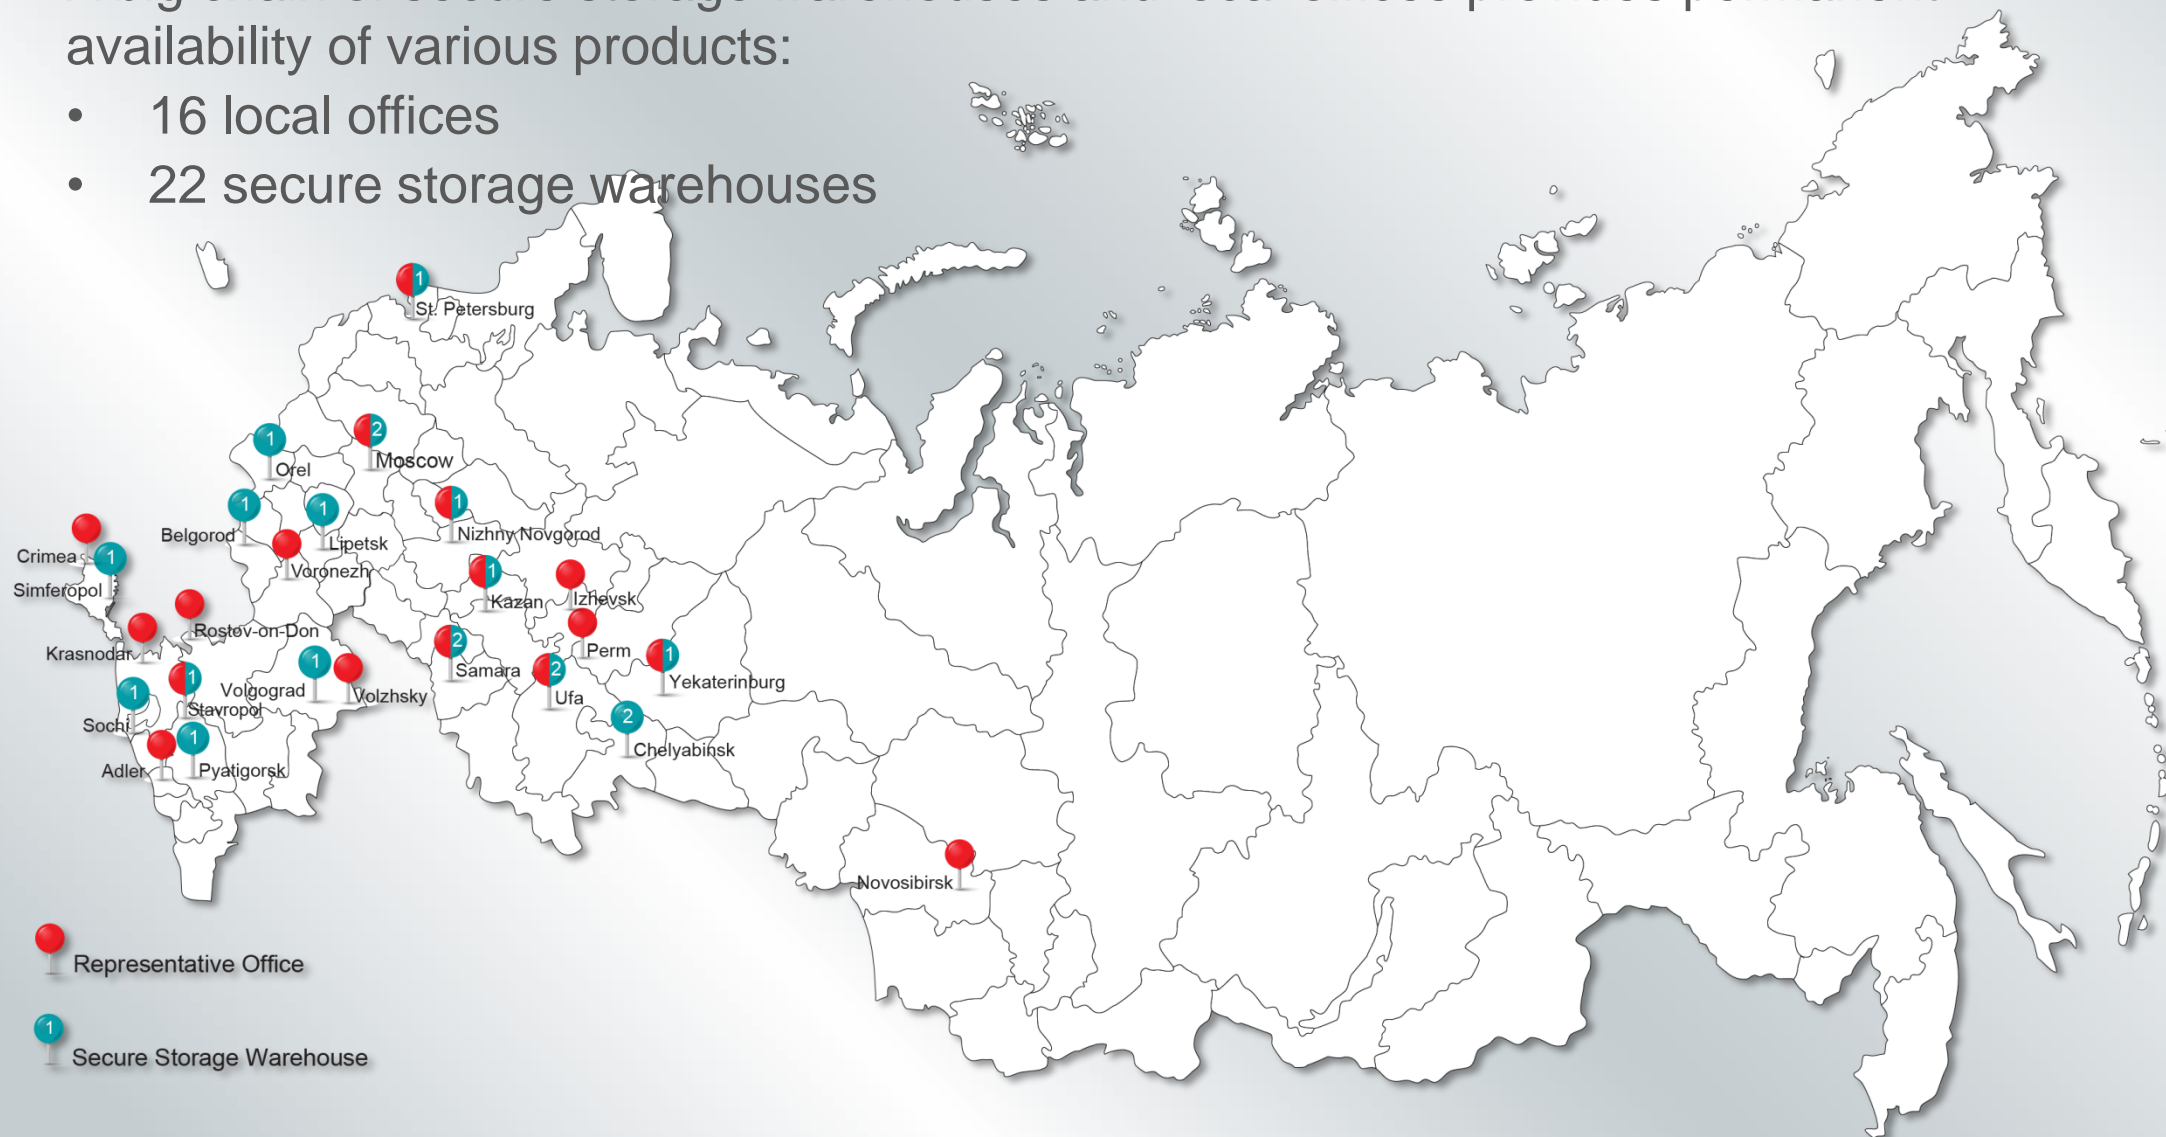 availability of various products:
• 16 local offices
• 22 secure storage warehouses
1
St. Petersburg
2
Moscow
1
Orel
1
Belgorod
1
Lipetsk
1
Nizhny Novgorod
Voronezh
Crimea
1
Simferopol
1
Kazan
Izhevsk
Rostov-on-Don
Krasnodar
Perm
2
Samara
1
Yekaterinburg
2
Ufa
1
Volgograd
Volzhsky
1
Stavropol
1
Sochi
2
Chelyabinsk
Adler
1
Pyatigorsk
Novosibirsk
Representative Office
1
Secure Storage Warehouse